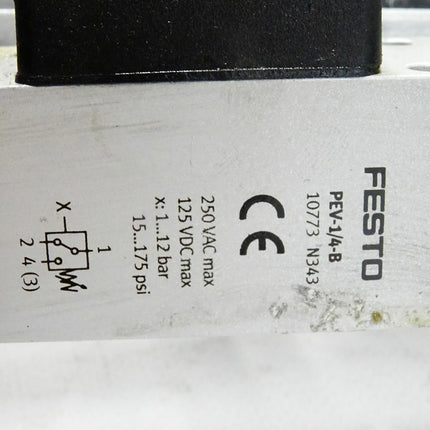 FESTO
PEV-1/4-B
10773 N343
CE
250 VAC max
125 VDC max
x: 1...12 bar
15...175 psi
X
1
2 4 (3)